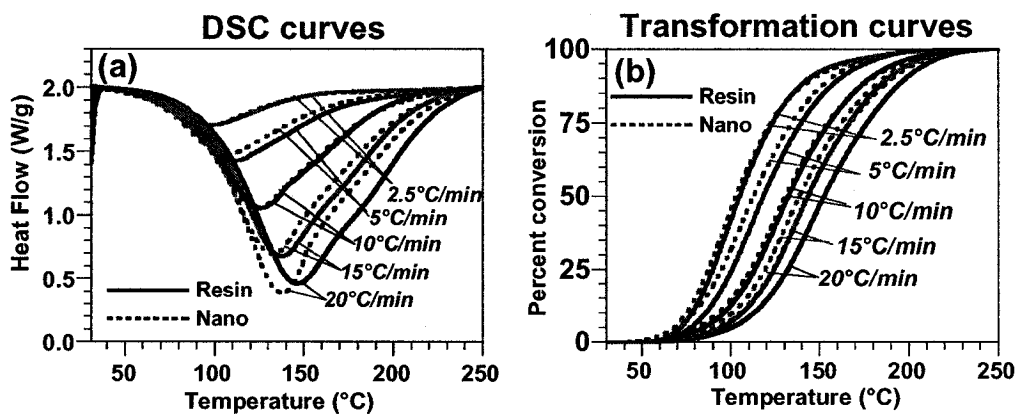 DSC curves
(a)
Heat Flow (W/g)
2.0
1.5
1.0
0.5
0.0
2.5°C/min
5°C/min
10°C/min
15°C/min
20°C/min
Resin
Nano
50
100
150
200
250
Temperature (°C)
Transformation curves
(b)
Percent conversion
100
75
50
25
0
Resin
Nano
2.5°C/min
5°C/min
10°C/min
15°C/min
20°C/min
50
100
150
200
250
Temperature (°C)